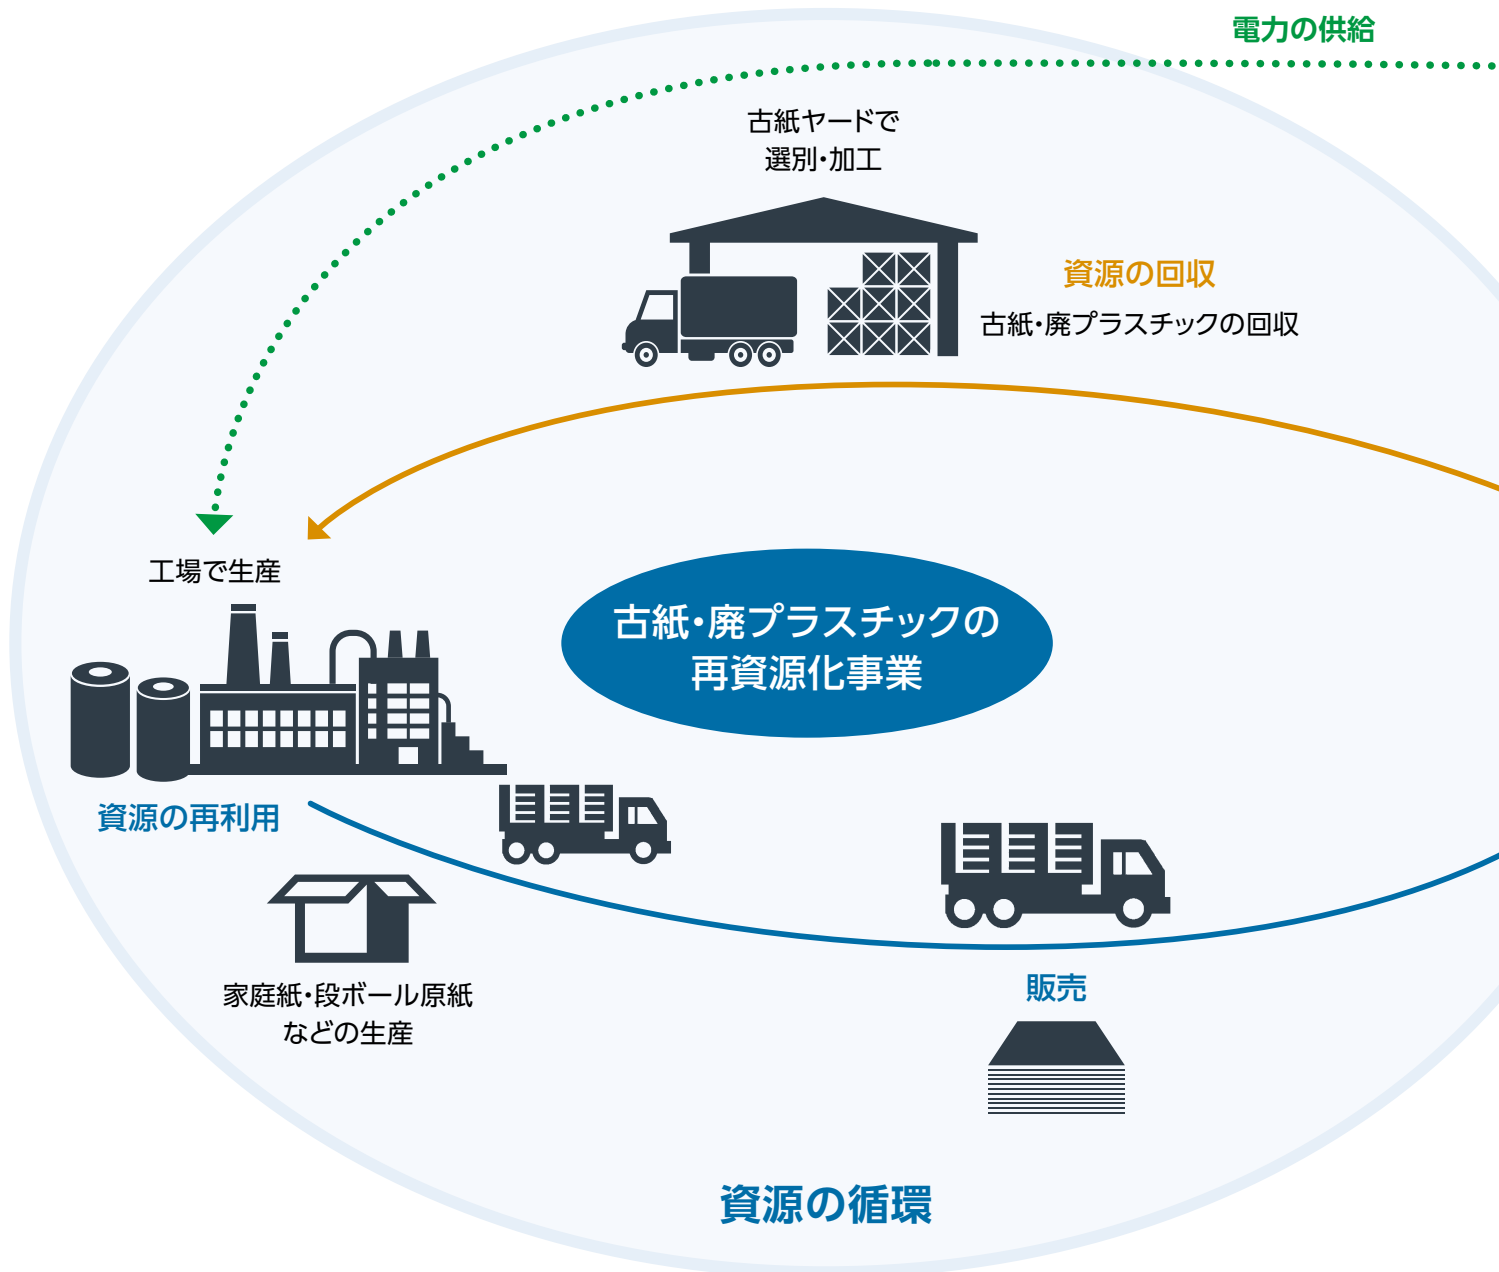 電力の供給
古紙ヤードで
選別・加工
資源の回収
古紙・廃プラスチックの回収
工場で生産
古紙・廃プラスチックの
再資源化事業
資源の再利用
家庭紙・段ボール原紙
などの生産
販売
資源の循環